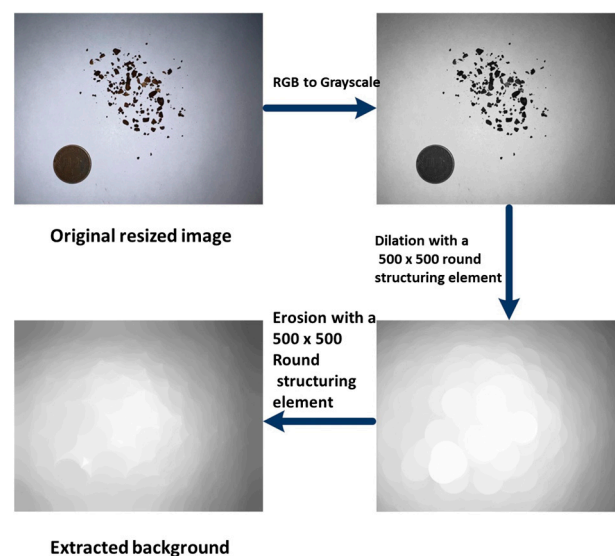 RGB to Grayscale
Original resized image
Dilation with a
500 x 500 round
structuring element
Erosion with a
500 x 500
Round
structuring
element
Extracted background